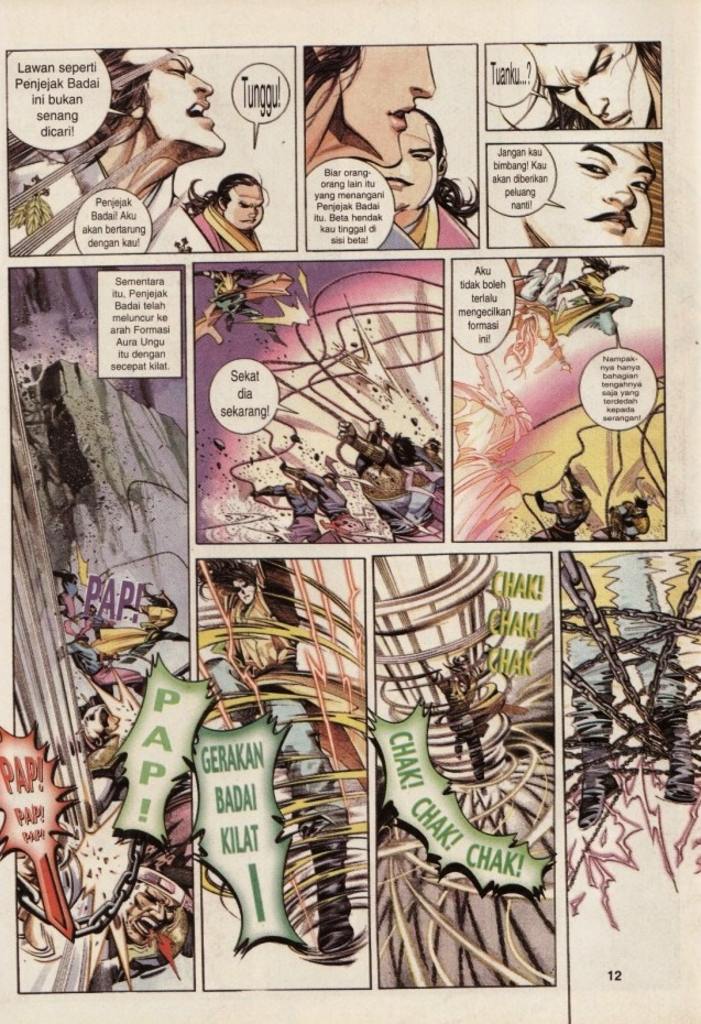 Lawan seperti
Penjejak Badai
ini bukan
senang
dicari!
Tunggu!
Penjejak
Badai! Aku
akan bertarung
dengan kau!
Biar orang-
orang lain itu
yang menangani
Penjejak Badai
itu. Beta hendak
kau tinggal di
sisi beta!
Tuanku...?
Jangan kau
bimbang! Kau
akan diberikan
peluang
nanti!
Sementara
itu, Penjejak
Badai telah
meluncur ke
arah Formasi
Aura Ungu
itu dengan
secepat kilat.
Sekat
dia
sekarang!
Aku
tidak boleh
terlalu
mengecilkan
formasi
ini!
Nampak-
nya hanya
bahagian
tengahnya
saja yang
terdedah
kepada
serangan!
PAP!
PAP!
PAP!
PAP!
PAP!
GERAKAN
BADAI
KILAT
I
CHAK!
CHAK!
CHAK
CHAK! CHAK! CHAK!
12